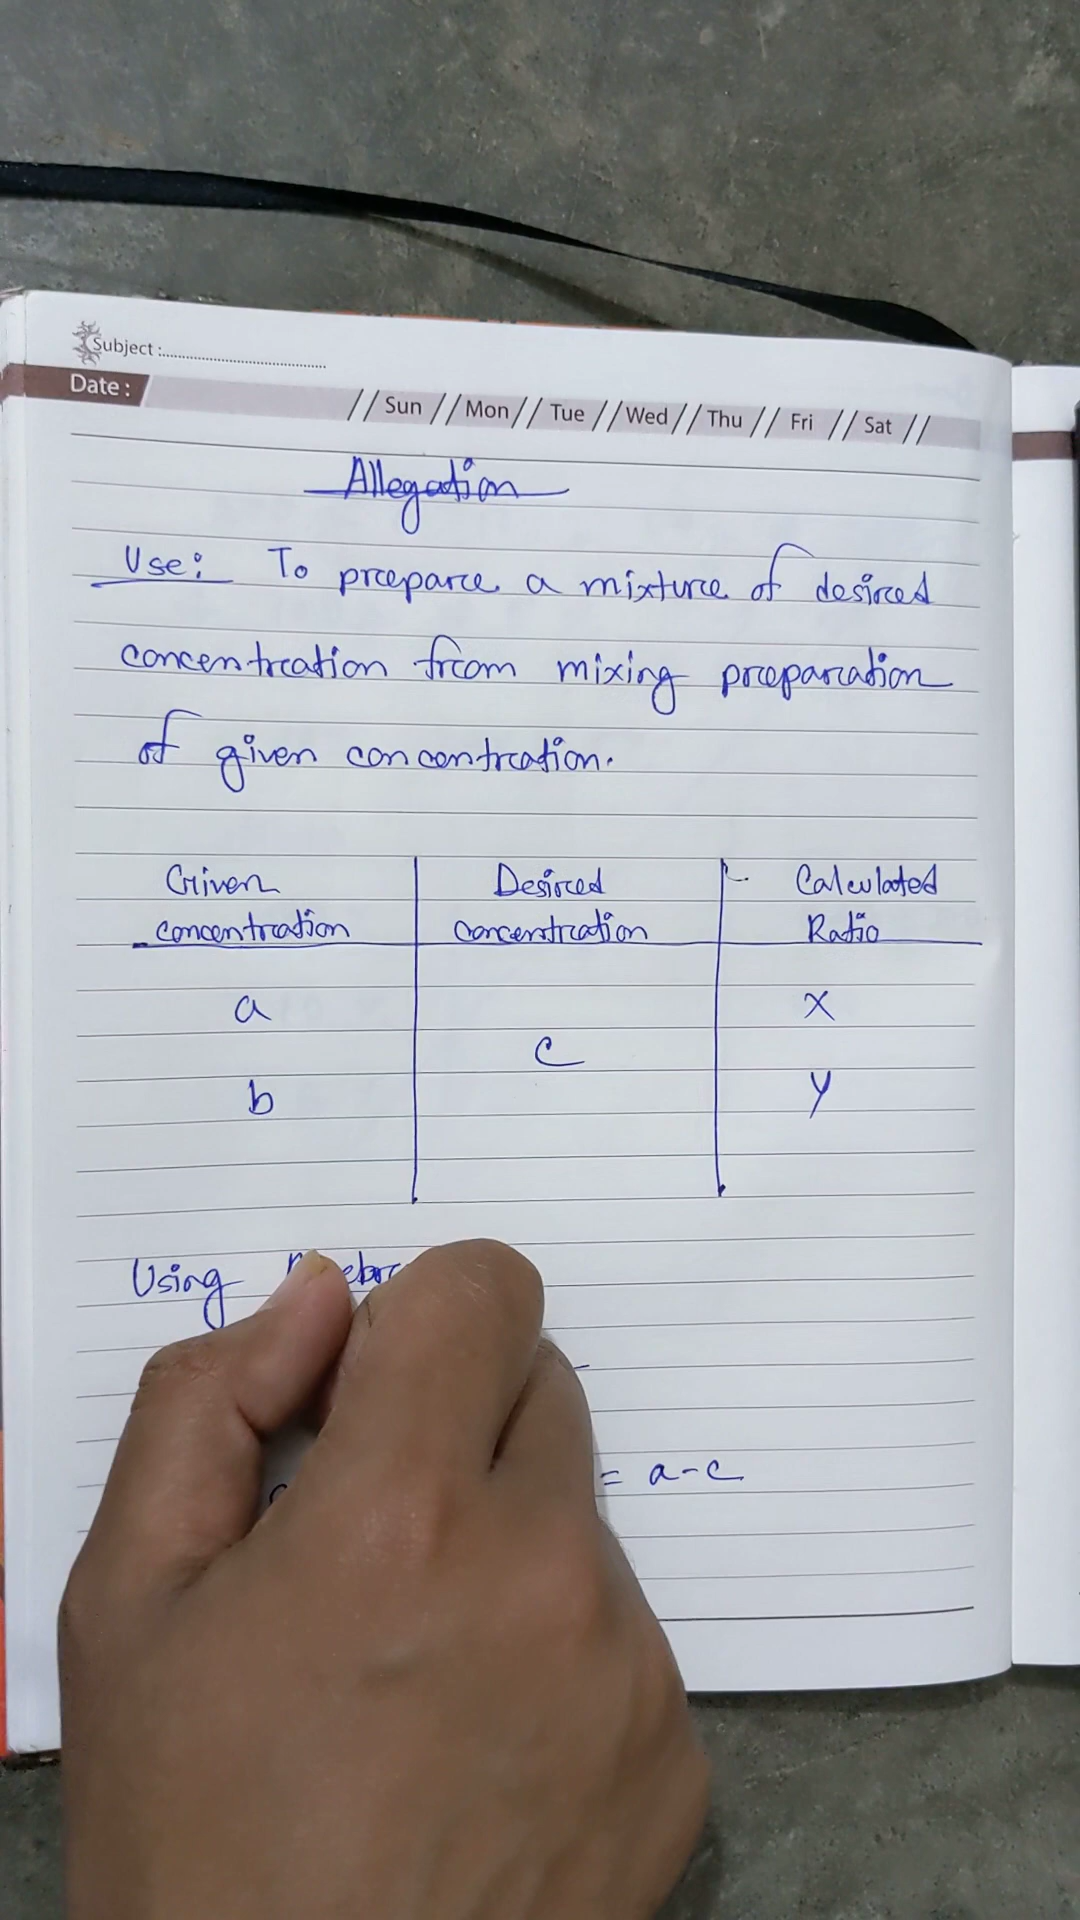 Subject :
Date :
// Sun // Mon // Tue // Wed // Thu // Fri // Sat //
Allegation
Use: To prepare a mixture of desired
concentration from mixing preparation
of given concentration.
Given Desired Calculated
concentration concentration Ratio
a x
c
b y
Using
= a-c